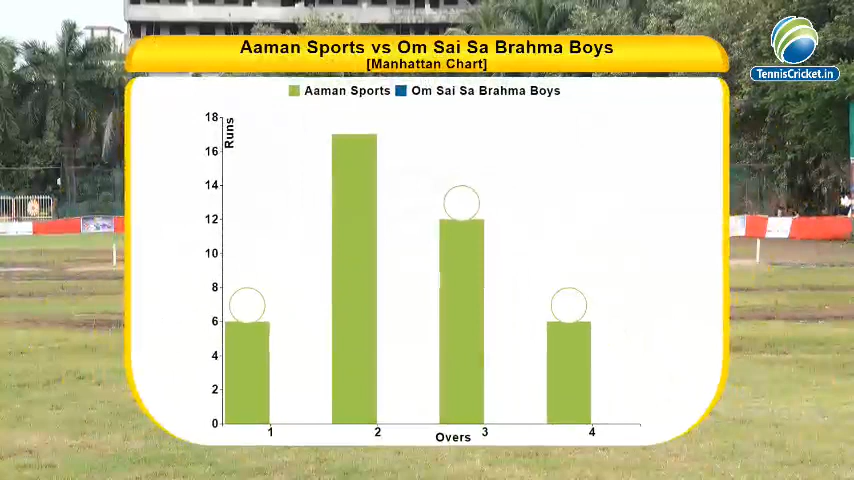 Aaman Sports vs Om Sai Sa Brahma Boys
[Manhattan Chart]
TennisCricket.in
Aaman Sports Om Sai Sa Brahma Boys
Runs
18
16
14
12
10
8
6
4
2
0
1 2 3 4
Overs